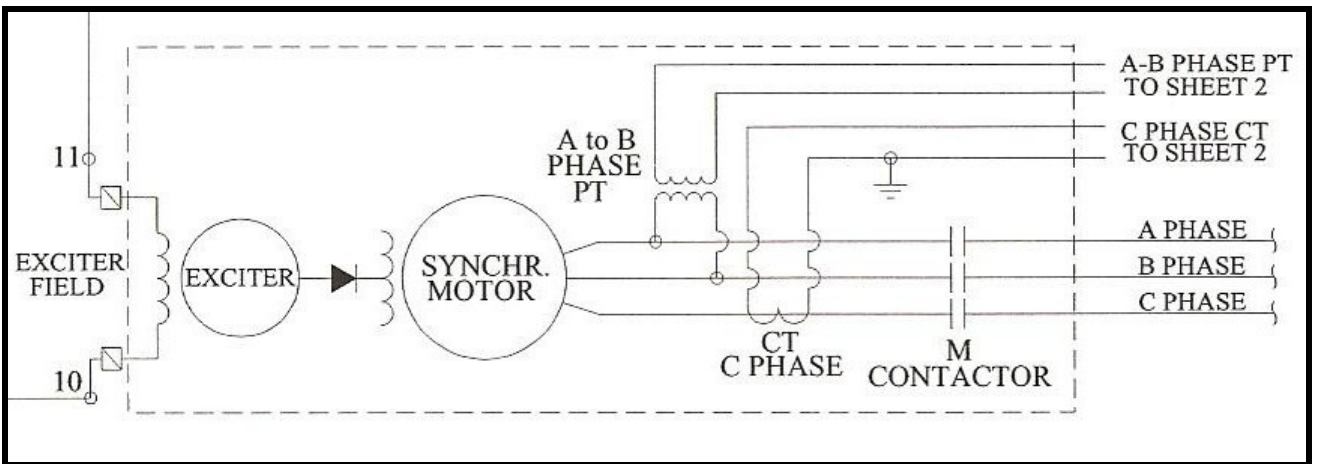 A-B PHASE PT
TO SHEET 2
C PHASE CT
TO SHEET 2
A to B
PHASE
PT
11
EXCITER
FIELD
EXCITER
SYNCHR.
MOTOR
A PHASE
B PHASE
C PHASE
CT
C PHASE
M
CONTACTOR
10